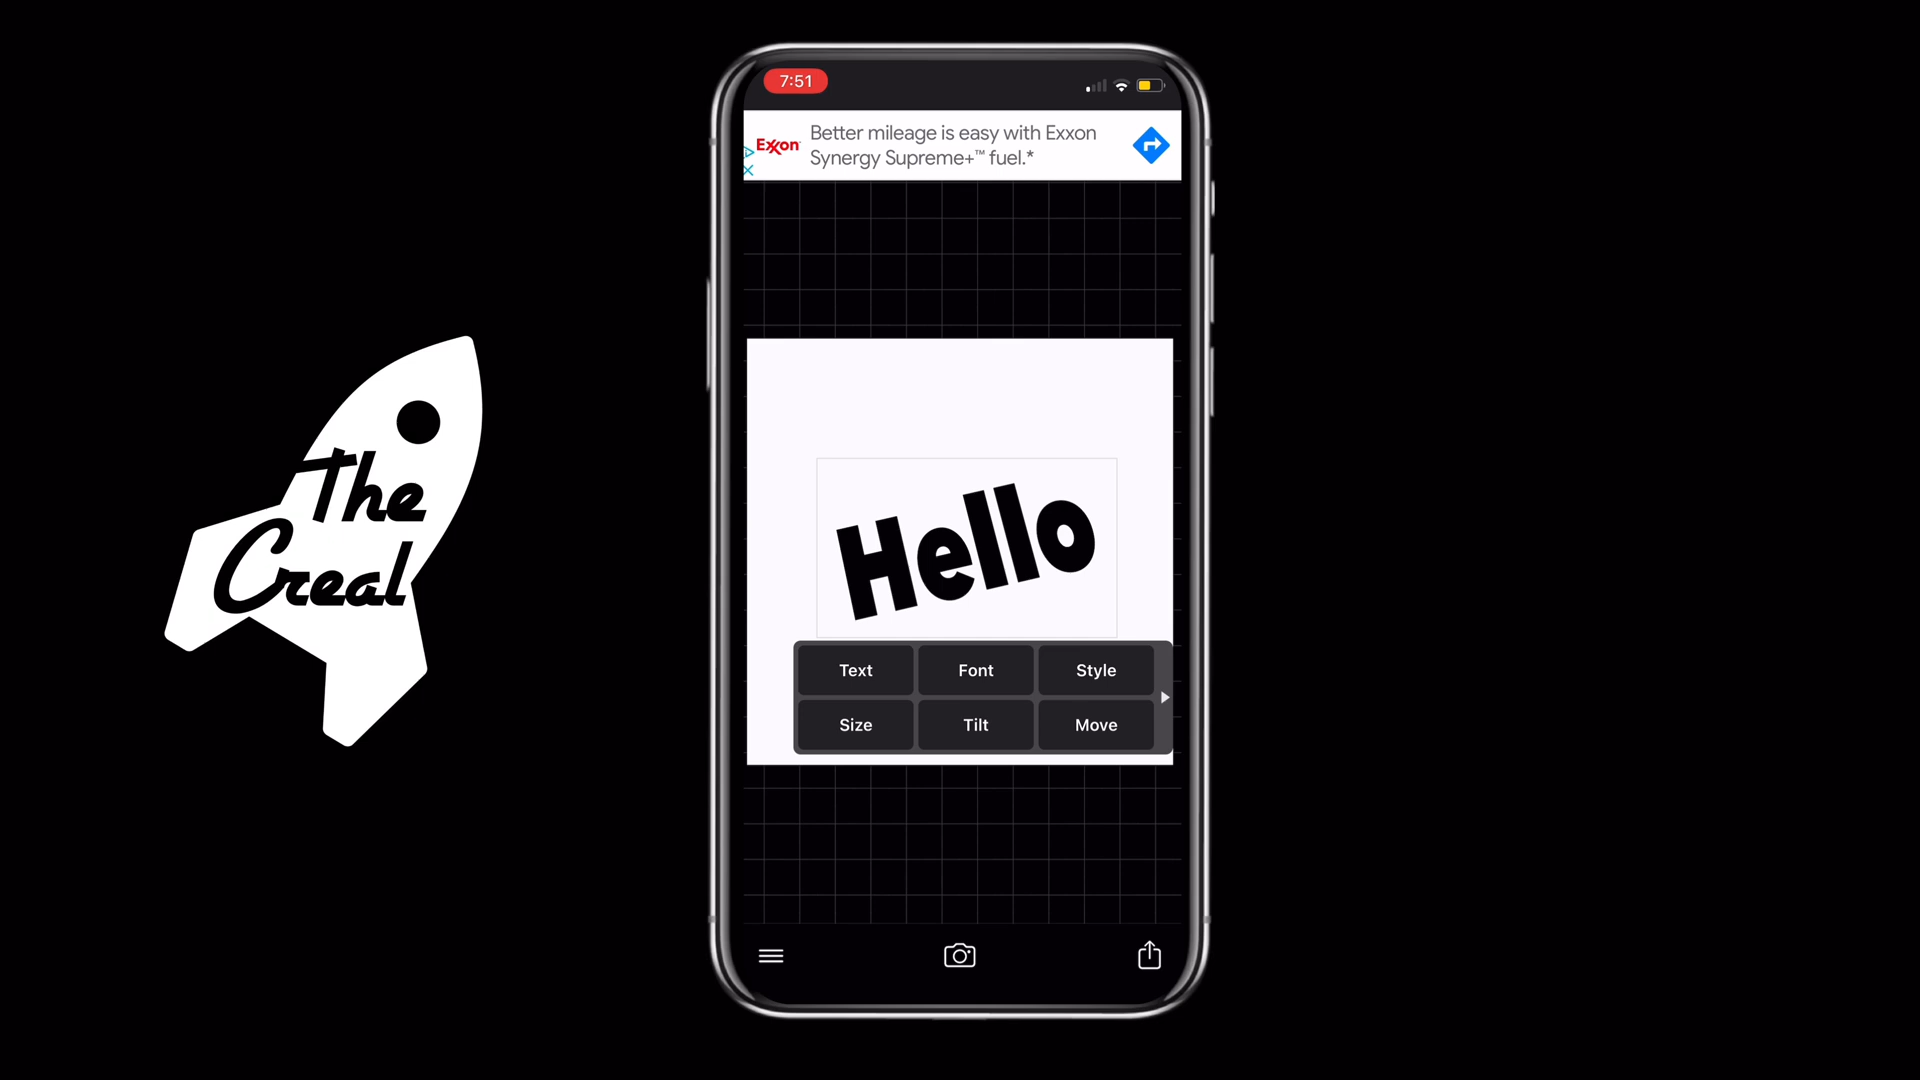 The
Creal
7:51
Exxon
Better mileage is easy with Exxon
Synergy Supreme+™ fuel.*
Hello
Text Font Style
Size Tilt Move